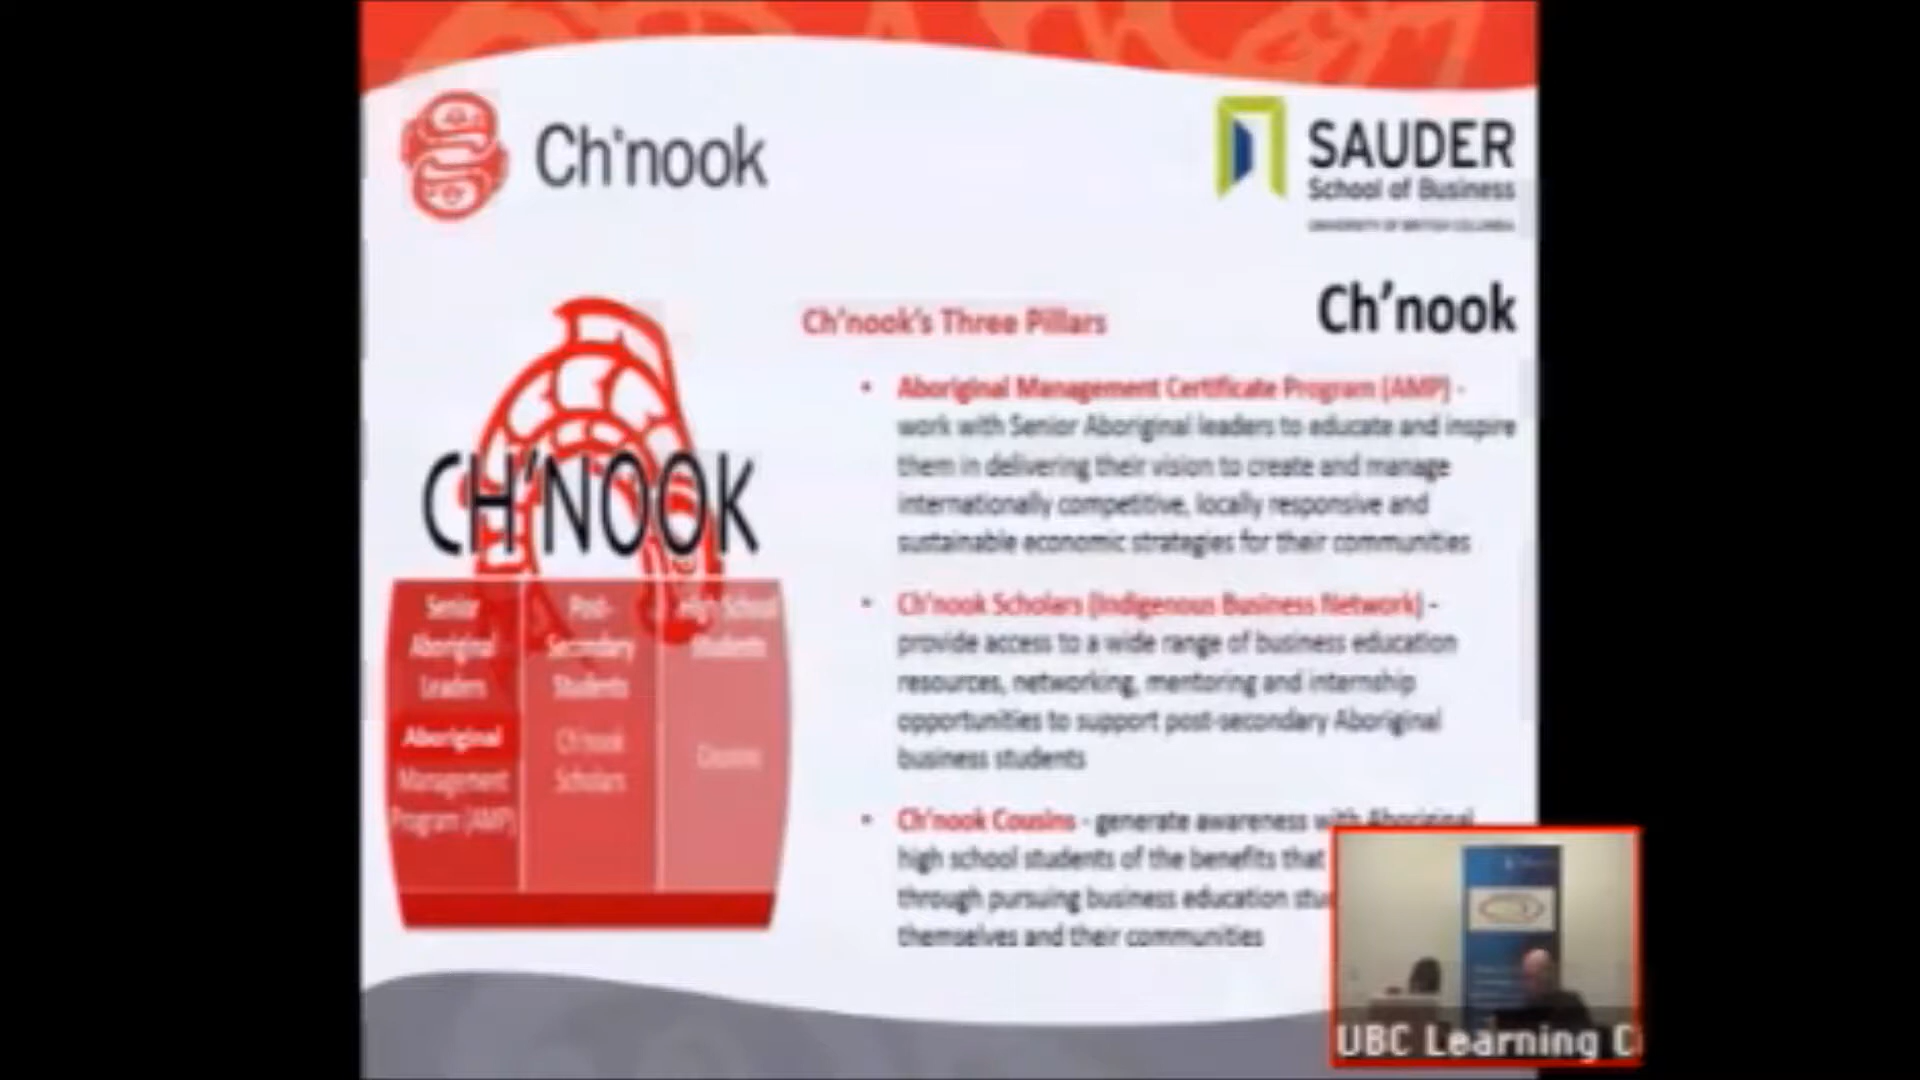 Ch'nook
SAUDER
School of Business
UNIVERSITY OF BRITISH COLUMBIA
Ch'nook
Ch'nook's Three Pillars
• Aboriginal Management Certificate Program (AMP) -
work with Senior Aboriginal leaders to educate and inspire
them in delivering their vision to create and manage
internationally competitive, locally responsive and
sustainable economic strategies for their communities
• Ch'nook Scholars (Indigenous Business Network) -
provide access to a wide range of business education
resources, networking, mentoring and internship
opportunities to support post-secondary Aboriginal
business students
• Ch'nook Cousins - generate awareness with Aboriginal
high school students of the benefits that
through pursuing business education
themselves and their communities
CH'NOOK
Senior
Aboriginal
Leaders
Aboriginal
Management
Program (AMP)
Post-
Secondary
Students
Ch'nook
Scholars
High School
Students
Cousins
UBC Learning